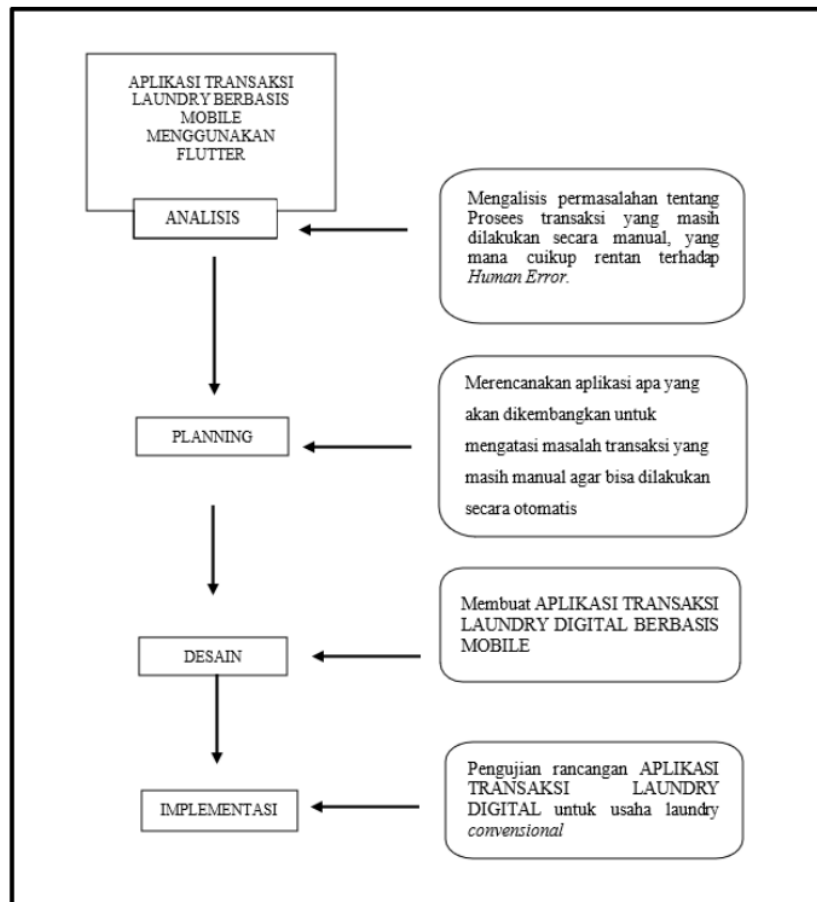 APLIKASI TRANSAKSI
LAUNDRY BERBASIS
MOBILE
MENGGUNAKAN
FLUTTER
ANALISIS
Mengalisis permasalahan tentang
Prosees transaksi yang masih
dilakukan secara manual, yang
mana cuikup rentan terhadap
Human Error.
PLANNING
Merencanakan aplikasi apa yang
akan dikembangkan untuk
mengatasi masalah transaksi yang
masih manual agar bisa dilakukan
secara otomatis
DESAIN
Membuat APLIKASI TRANSAKSI
LAUNDRY DIGITAL BERBASIS
MOBILE
IMPLEMENTASI
Pengujian rancangan APLIKASI
TRANSAKSI LAUNDRY
DIGITAL untuk usaha laundry
convensional